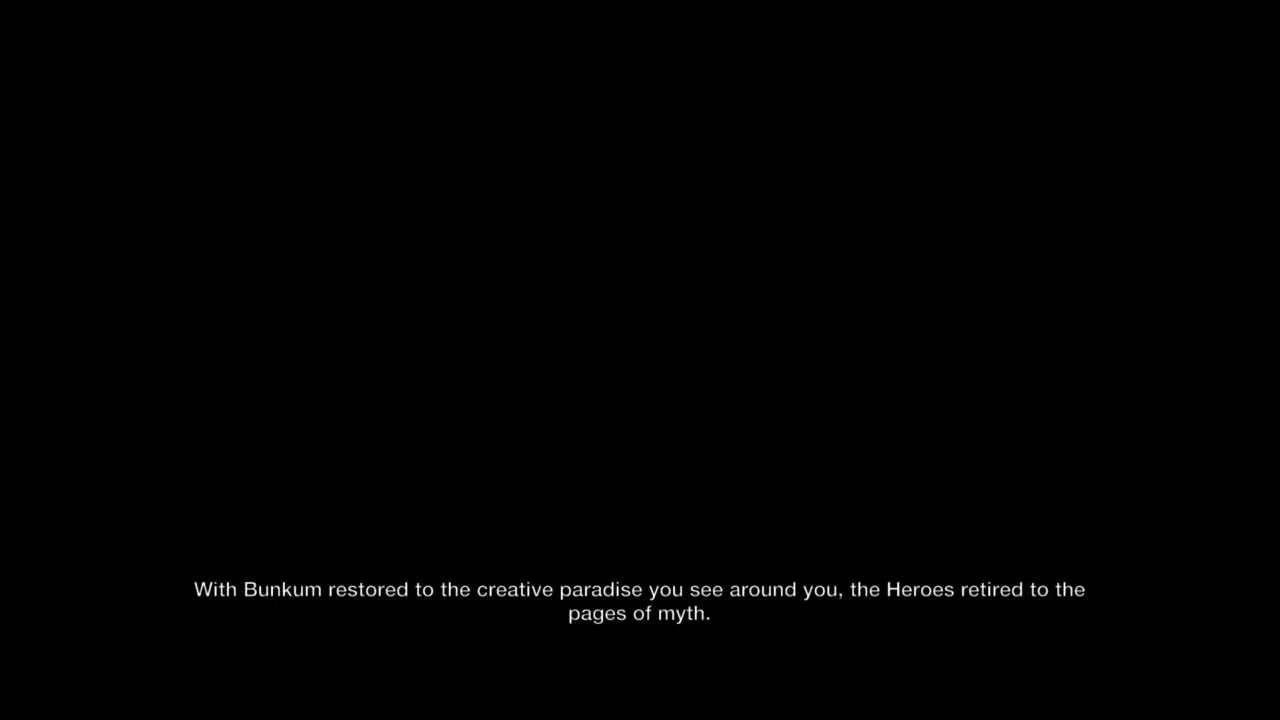 With Bunkum restored to the creative paradise you see around you, the Heroes retired to the
pages of myth.